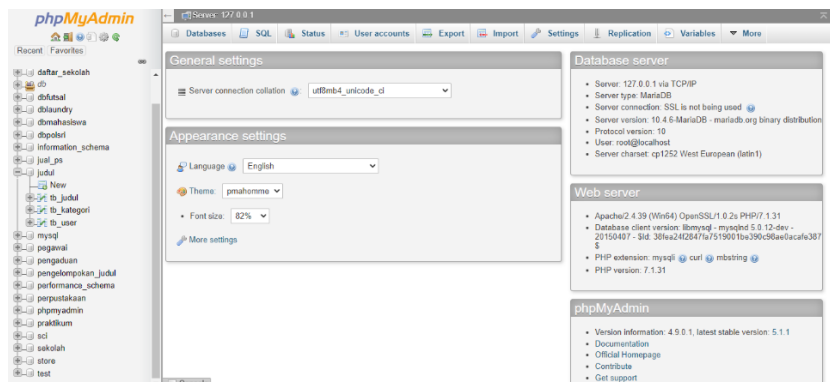 phpMyAdmin
Recent Favorites
daftar_sekolah
db
dbfutsal
dblaundry
dbmahasiswa
dbpolsri
information_schema
jual_ps
judul
New
tb_judul
tb_kategori
tb_user
mysql
pegawai
pengaduan
pengelompokan_judul
performance_schema
perpustakaan
phpmyadmin
praktikum
sci
sekolah
store
test
Server: 127.0.0.1
Databases SQL Status User accounts Export Import Settings Replication Variables More
General settings
Server connection collation utf8mb4_unicode_ci
Appearance settings
Language English
Theme: pmahomme
Font size: 82%
More settings
Database server
Server: 127.0.0.1 via TCP/IP
Server type: MariaDB
Server connection: SSL is not being used
Server version: 10.4.6-MariaDB - mariadb.org binary distribution
Protocol version: 10
User: root@localhost
Server charset: cp1252 West European (latin1)
Web server
Apache/2.4.39 (Win64) OpenSSL/1.0.2s PHP/7.1.31
Database client version: libmysql - mysqlnd 5.0.12-dev -
20150407 - $Id: 38fea24f2847fa7519001be390c98ae0acafe387
$
PHP extension: mysqli curl mbstring
PHP version: 7.1.31
phpMyAdmin
Version information: 4.9.0.1, latest stable version: 5.1.1
Documentation
Official Homepage
Contribute
Get support